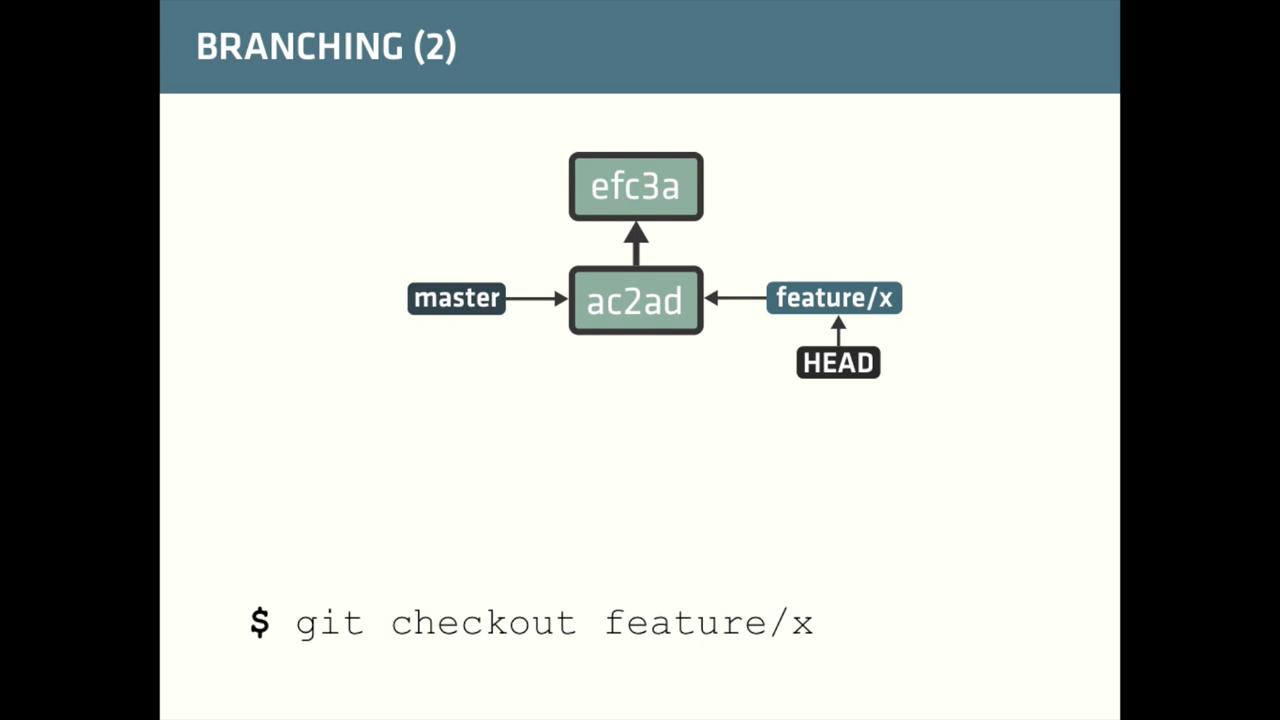 BRANCHING (2)
efc3a
master
ac2ad
feature/x
HEAD
$ git checkout feature/x